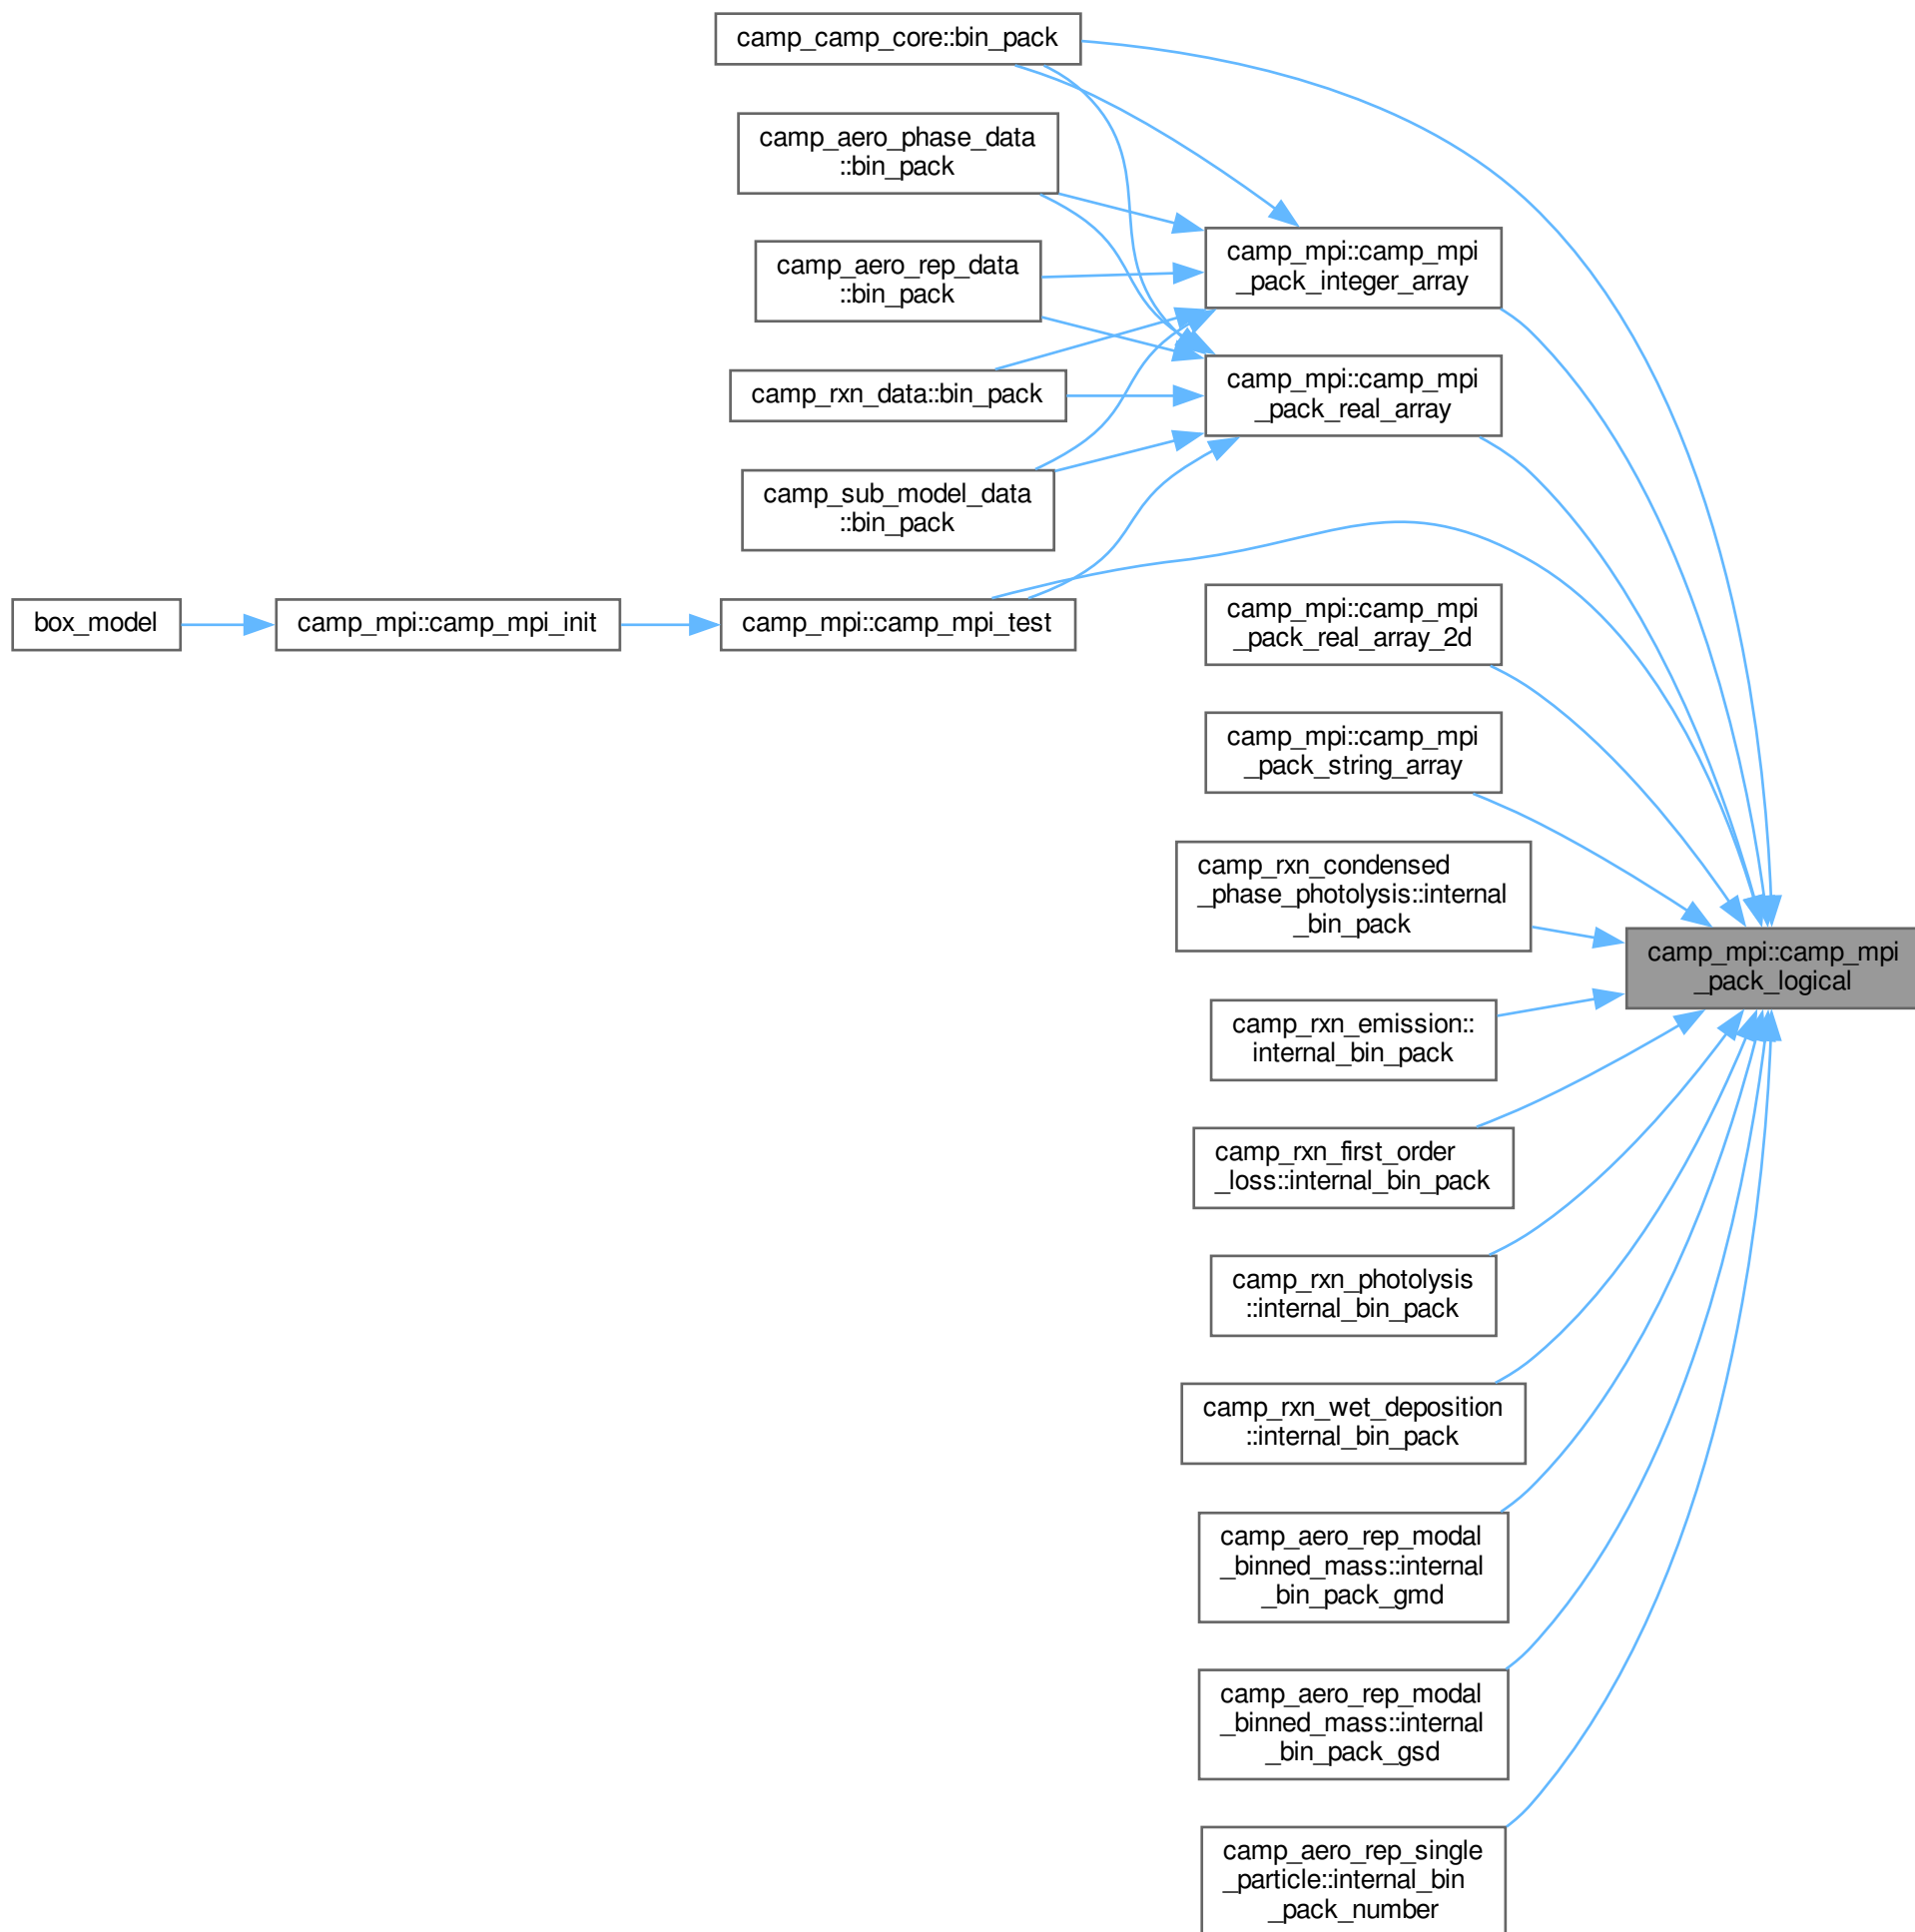 camp_camp_core::bin_pack
camp_aero_phase_data
::bin_pack
camp_aero_rep_data
::bin_pack
camp_rxn_data::bin_pack
camp_sub_model_data
::bin_pack
box_model
camp_mpi::camp_mpi_init
camp_mpi::camp_mpi_test
camp_mpi::camp_mpi
_pack_integer_array
camp_mpi::camp_mpi
_pack_real_array
camp_mpi::camp_mpi
_pack_real_array_2d
camp_mpi::camp_mpi
_pack_string_array
camp_rxn_condensed
_phase_photolysis::internal
_bin_pack
camp_rxn_emission::
internal_bin_pack
camp_rxn_first_order
_loss::internal_bin_pack
camp_rxn_photolysis
::internal_bin_pack
camp_rxn_wet_deposition
::internal_bin_pack
camp_aero_rep_modal
_binned_mass::internal
_bin_pack_gmd
camp_aero_rep_modal
_binned_mass::internal
_bin_pack_gsd
camp_aero_rep_single
_particle::internal_bin
_pack_number
camp_mpi::camp_mpi
_pack_logical